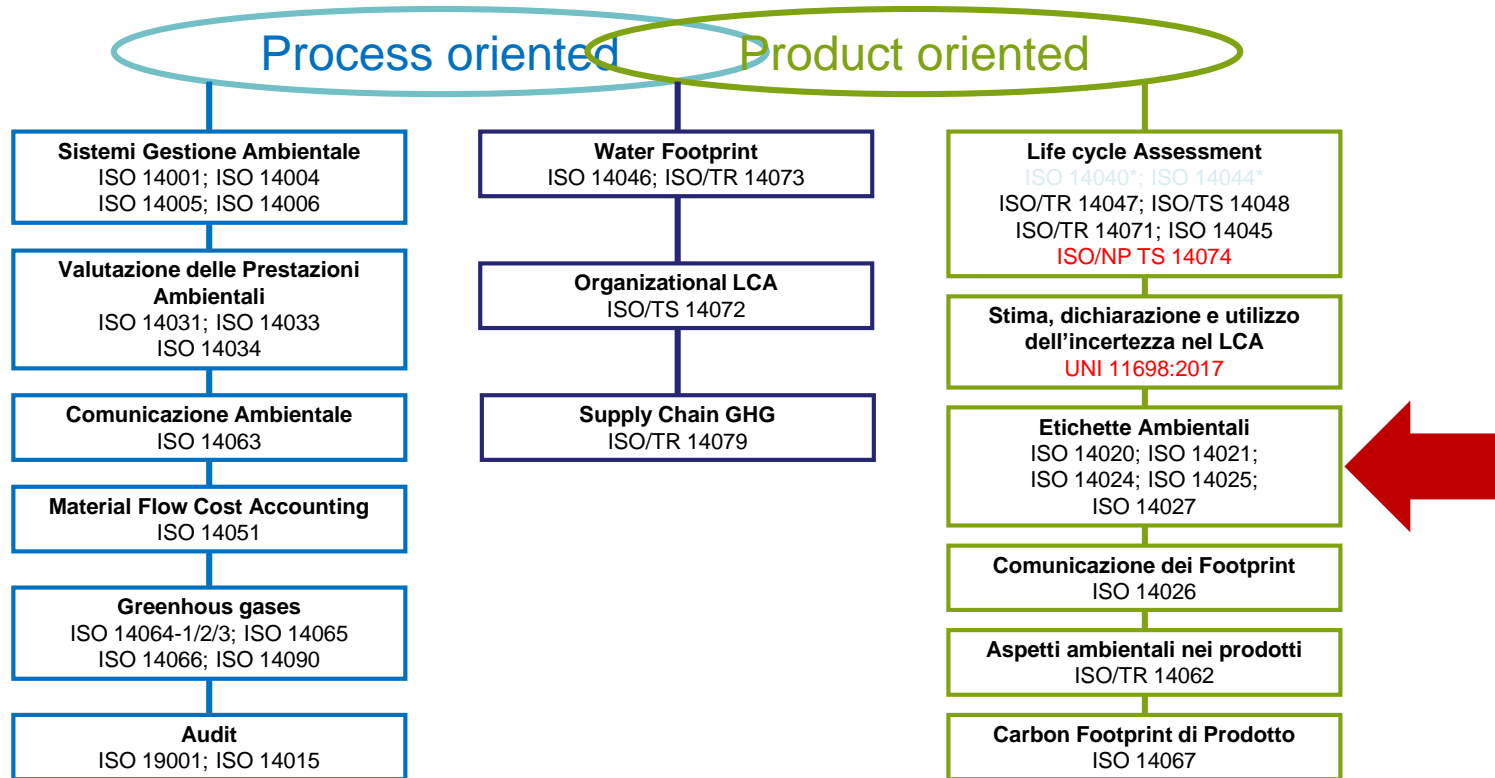 Process oriented
Product oriented
Sistemi Gestione Ambientale
ISO 14001; ISO 14004
ISO 14005; ISO 14006
Valutazione delle Prestazioni
Ambientali
ISO 14031; ISO 14033
ISO 14034
Comunicazione Ambientale
ISO 14063
Material Flow Cost Accounting
ISO 14051
Greenhous gases
ISO 14064-1/2/3; ISO 14065
ISO 14066; ISO 14090
Audit
ISO 19001; ISO 14015
Water Footprint
ISO 14046; ISO/TR 14073
Organizational LCA
ISO/TS 14072
Supply Chain GHG
ISO/TR 14079
Life cycle Assessment
ISO 14040*; ISO 14044*
ISO/TR 14047; ISO/TS 14048
ISO/TR 14071; ISO 14045
ISO/NP TS 14074
Stima, dichiarazione e utilizzo
dell’incertezza nel LCA
UNI 11698:2017
Etichette Ambientali
ISO 14020; ISO 14021;
ISO 14024; ISO 14025;
ISO 14027
Comunicazione dei Footprint
ISO 14026
Aspetti ambientali nei prodotti
ISO/TR 14062
Carbon Footprint di Prodotto
ISO 14067